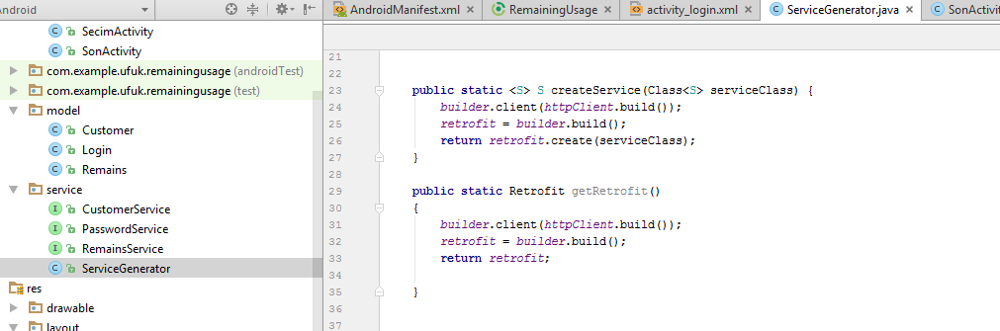 Android
AndroidManifest.xml
RemainingUsage
activity_login.xml
ServiceGenerator.java
SonActivit
SecimActivity
SonActivity
com.example.ufuk.remainingusage (androidTest)
com.example.ufuk.remainingusage (test)
model
Customer
Login
Remains
service
CustomerService
PasswordService
RemainsService
ServiceGenerator
res
drawable
layout
21
22
23 public static <S> S createService(Class<S> serviceClass) {
24 builder.client(httpClient.build());
25 retrofit = builder.build();
26 return retrofit.create(serviceClass);
27 }
28
29 public static Retrofit getRetrofit()
30 {
31 builder.client(httpClient.build());
32 retrofit = builder.build();
33 return retrofit;
34
35 }
36
37